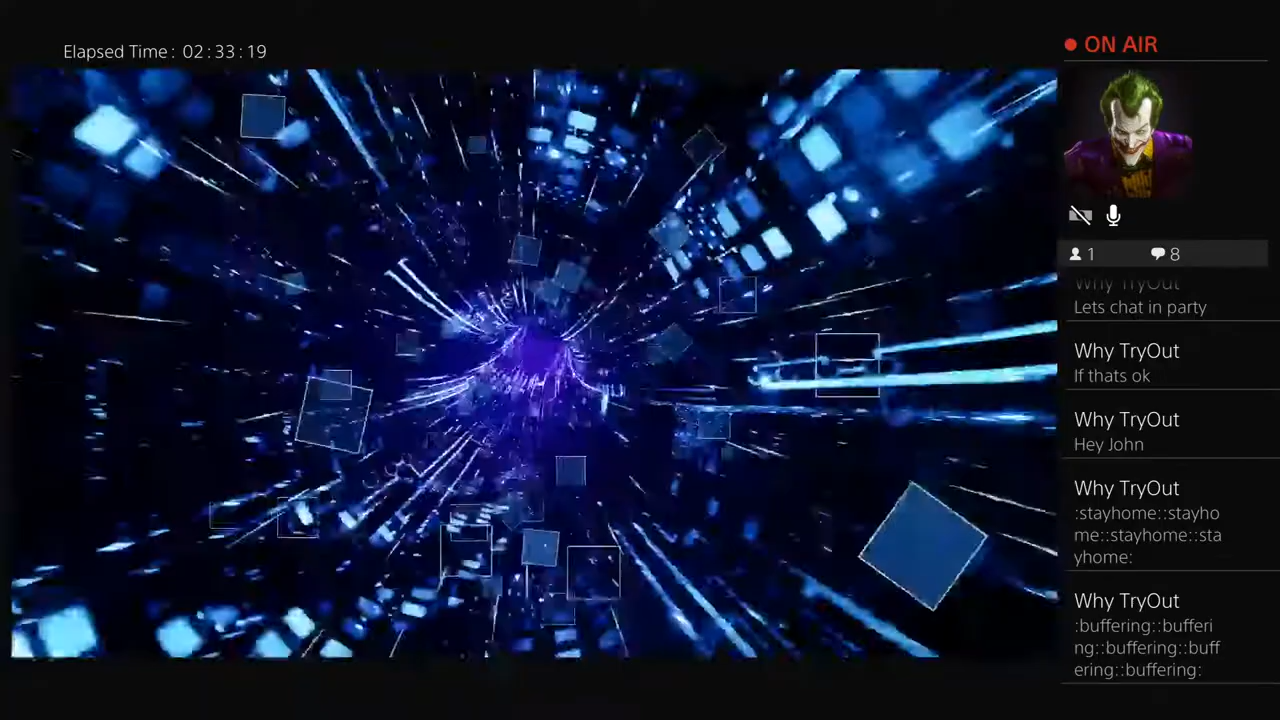 Elapsed Time: 02:33:19
ON AIR
1
8
Why TryOut
Lets chat in party
Why TryOut
If thats ok
Why TryOut
Hey John
Why TryOut
:stayhome::stayho
me::stayhome::sta
yhome:
Why TryOut
:buffering::bufferi
ng::buffering::buff
ering::buffering: